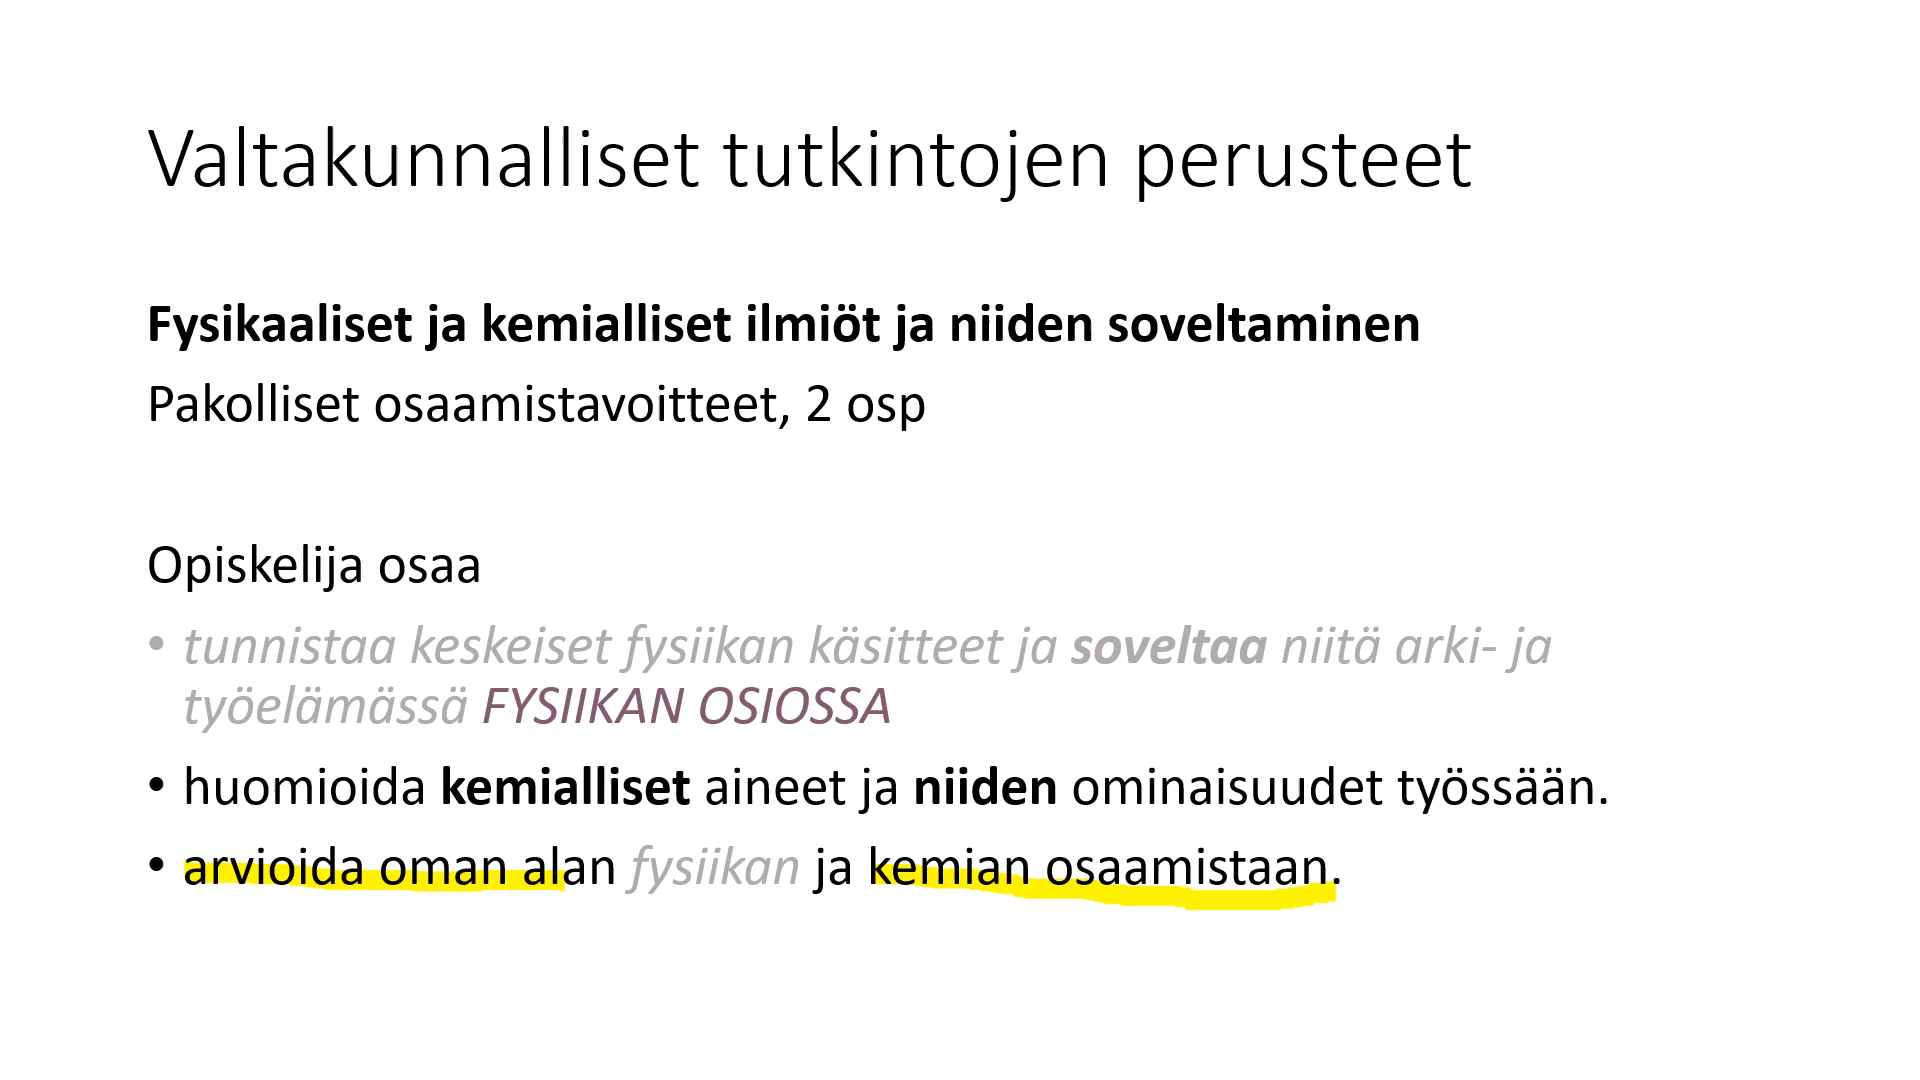 Valtakunnalliset tutkintojen perusteet
Fysikaaliset ja kemialliset ilmiöt ja niiden soveltaminen
Pakolliset osaamistavoitteet, 2 osp
Opiskelija osaa
• tunnistaa keskeiset fysiikan käsitteet ja soveltaa niitä arki- ja
työelämässä FYSIIKAN OSIOSSA
• huomioida kemialliset aineet ja niiden ominaisuudet työssään.
• arvioida oman alan fysiikan ja kemian osaamistaan.